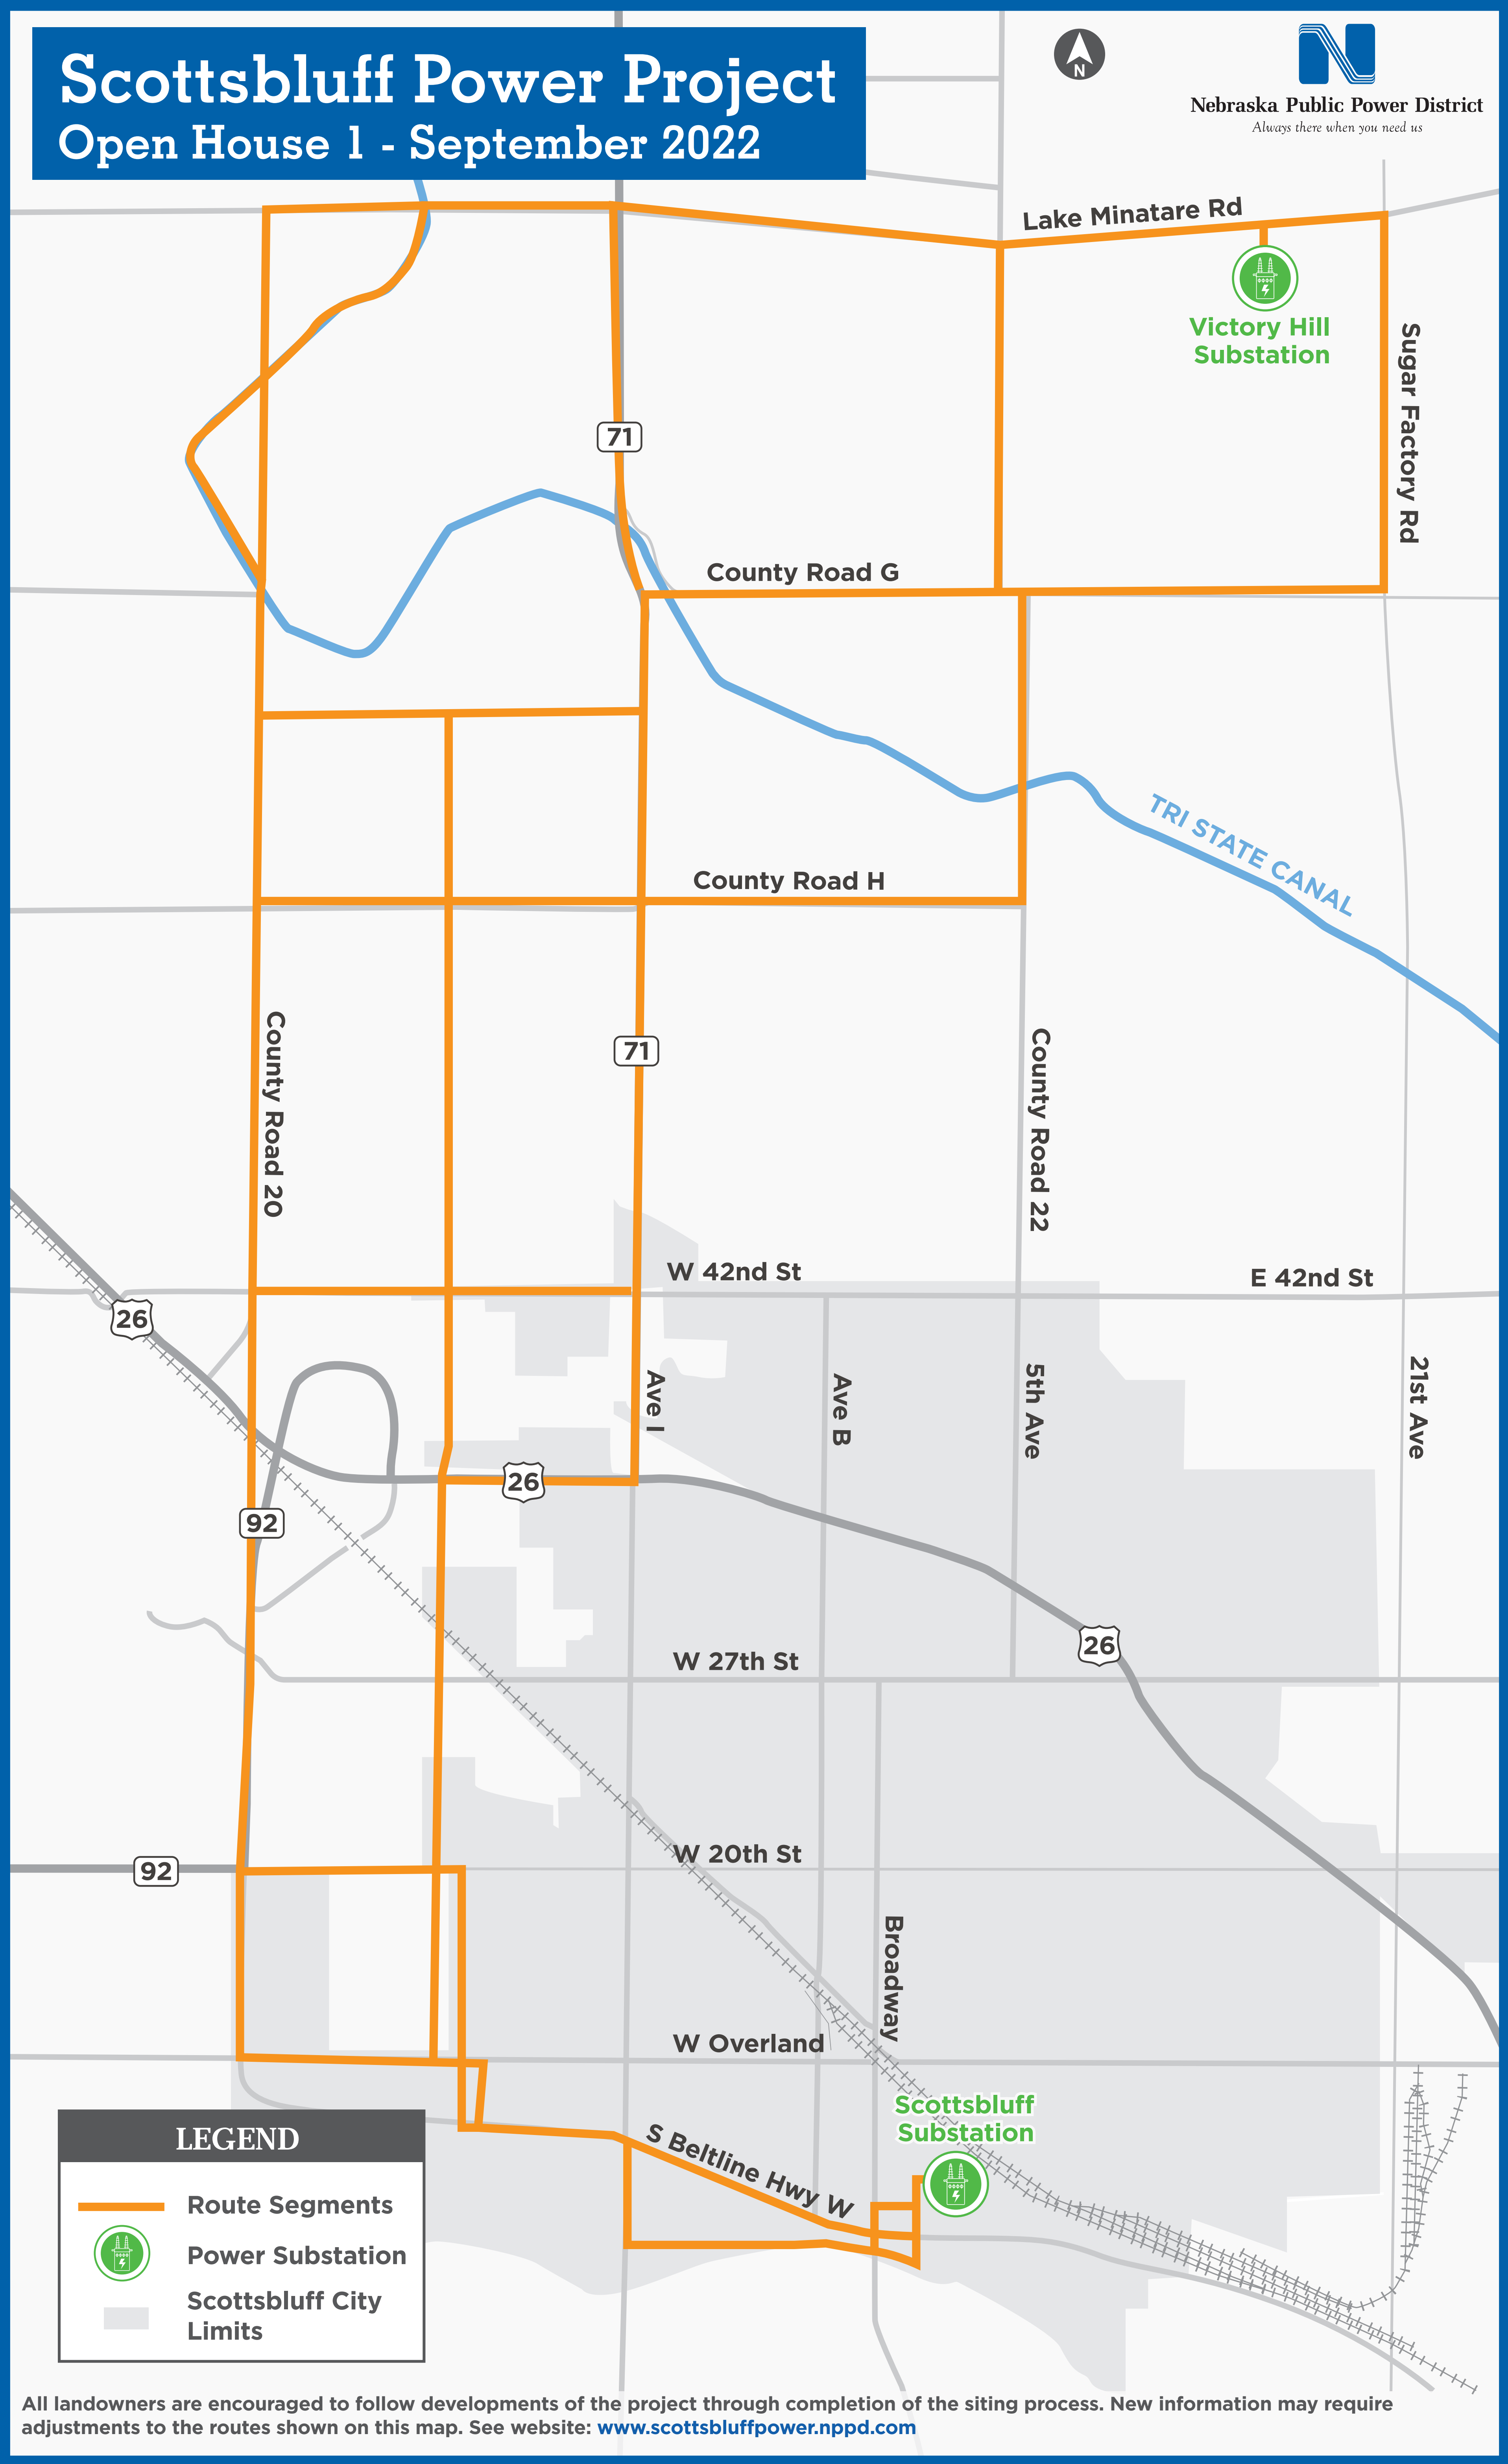 Scottsbluff Power Project
Open House 1 - September 2022
N
Nebraska Public Power District
Always there when you need us
Lake Minatare Rd
Victory Hill
Substation
Sugar Factory Rd
71
County Road G
TRI STATE CANAL
County Road H
County Road 20
71
County Road 22
W 42nd St
E 42nd St
26
Ave I
Ave B
5th Ave
21st Ave
26
92
26
W 27th St
W 20th St
92
Broadway
W Overland
Scottsbluff
Substation
S Beltline Hwy W
LEGEND
Route Segments
Power Substation
Scottsbluff City
Limits
All landowners are encouraged to follow developments of the project through completion of the siting process. New information may require
adjustments to the routes shown on this map. See website: www.scottsbluffpower.nppd.com